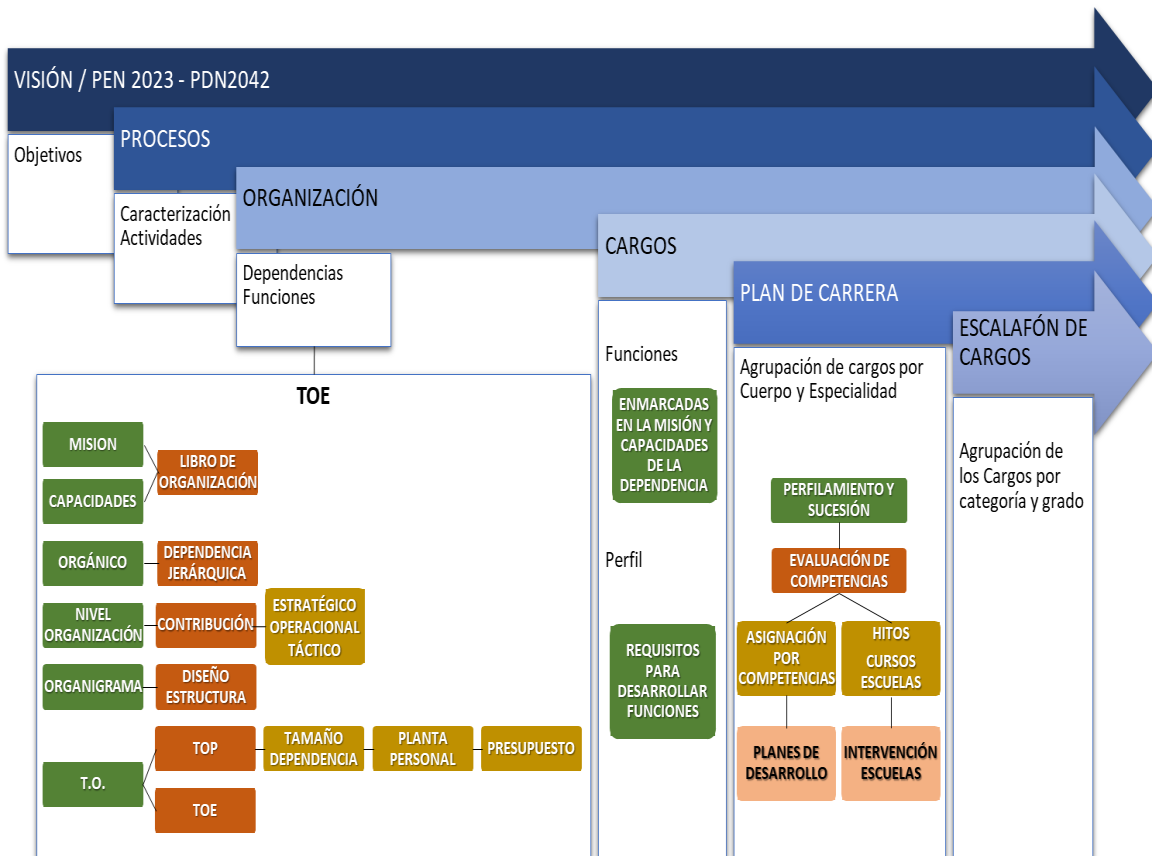 VISIÓN / PEN 2023 - PDN2042
Objetivos
PROCESOS
Caracterización
Actividades
ORGANIZACIÓN
Dependencias
Funciones
CARGOS
Funciones
ENMARCADAS
EN LA MISIÓN Y
CAPACIDADES
DE LA
DEPENDENCIA
Perfil
REQUISITOS
PARA
DESARROLLAR
FUNCIONES
PLAN DE CARRERA
Agrupación de cargos por
Cuerpo y Especialidad
PERFILAMIENTO Y
SUCESIÓN
EVALUACIÓN DE
COMPETENCIAS
ASIGNACIÓN
POR
COMPETENCIAS
HITOS
CURSOS
ESCUELAS
PLANES DE
DESARROLLO
INTERVENCIÓN
ESCUELAS
ESCALAFÓN DE
CARGOS
Agrupación de
los Cargos por
categoría y grado
TOE
MISION
CAPACIDADES
LIBRO DE
ORGANIZACIÓN
ORGÁNICO
DEPENDENCIA
JERÁRQUICA
NIVEL
ORGANIZACIÓN
CONTRIBUCIÓN
ESTRATÉGICO
OPERACIONAL
TÁCTICO
ORGANIGRAMA
DISEÑO
ESTRUCTURA
T.O.
TOP
TAMAÑO
DEPENDENCIA
PLANTA
PERSONAL
PRESUPUESTO
TOE